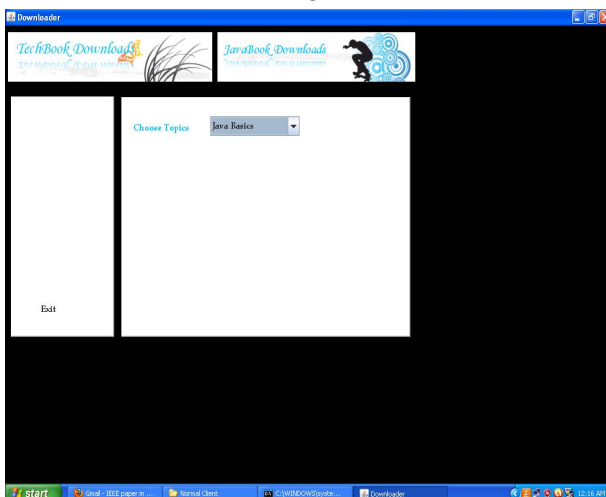 Downloader
TechBook Downloads
JavaBook Downloads
Choose Topics
Java Basics
Exit
start
Gmail - IEEE paper in ...
Normal Client
C:\WINDOWS\syste...
Downloader
12:16 AM